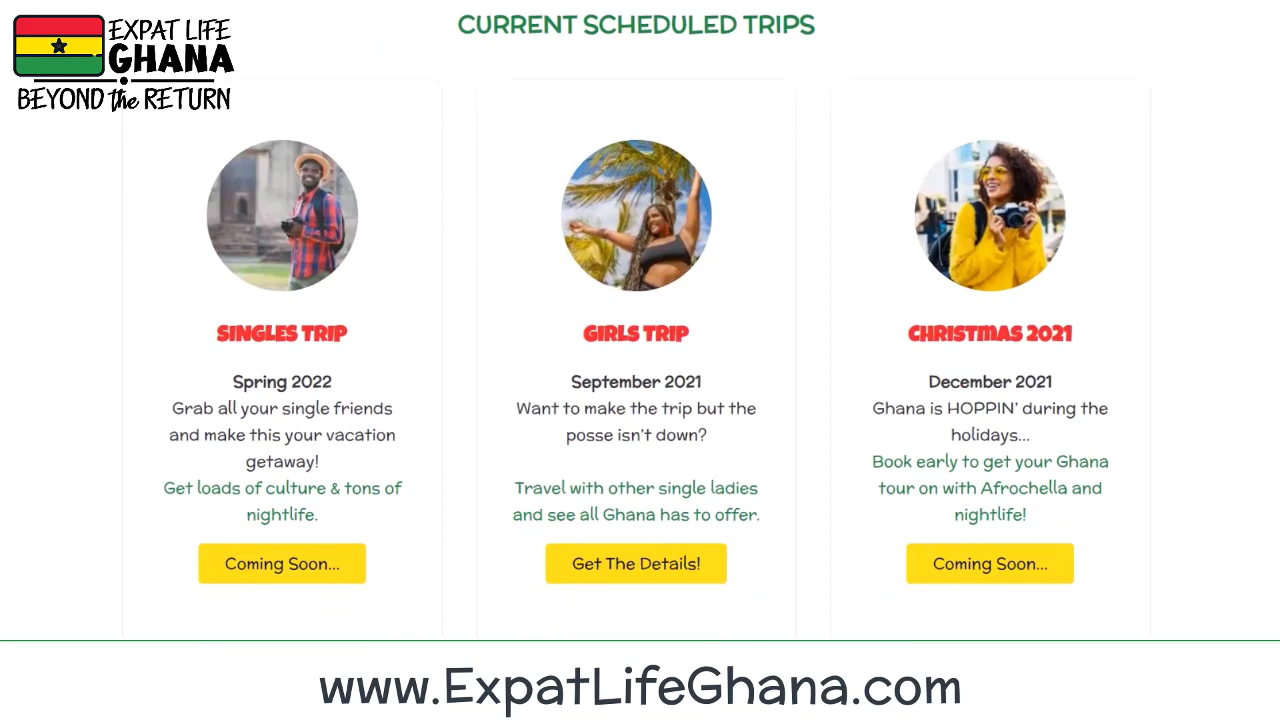 CURRENT SCHEDULED TRIPS
EXPAT LIFE
GHANA
BEYOND the RETURN
SINGLES TRIP
Spring 2022
Grab all your single friends
and make this your vacation
getaway!
Get loads of culture & tons of
nightlife.
Coming Soon...
GIRLS TRIP
September 2021
Want to make the trip but the
posse isn't down?
Travel with other single ladies
and see all Ghana has to offer.
Get The Details!
CHRISTMAS 2021
December 2021
Ghana is HOPPIN' during the
holidays...
Book early to get your Ghana
tour on with Afrochella and
nightlife!
Coming Soon...
www.ExpatLifeGhana.com